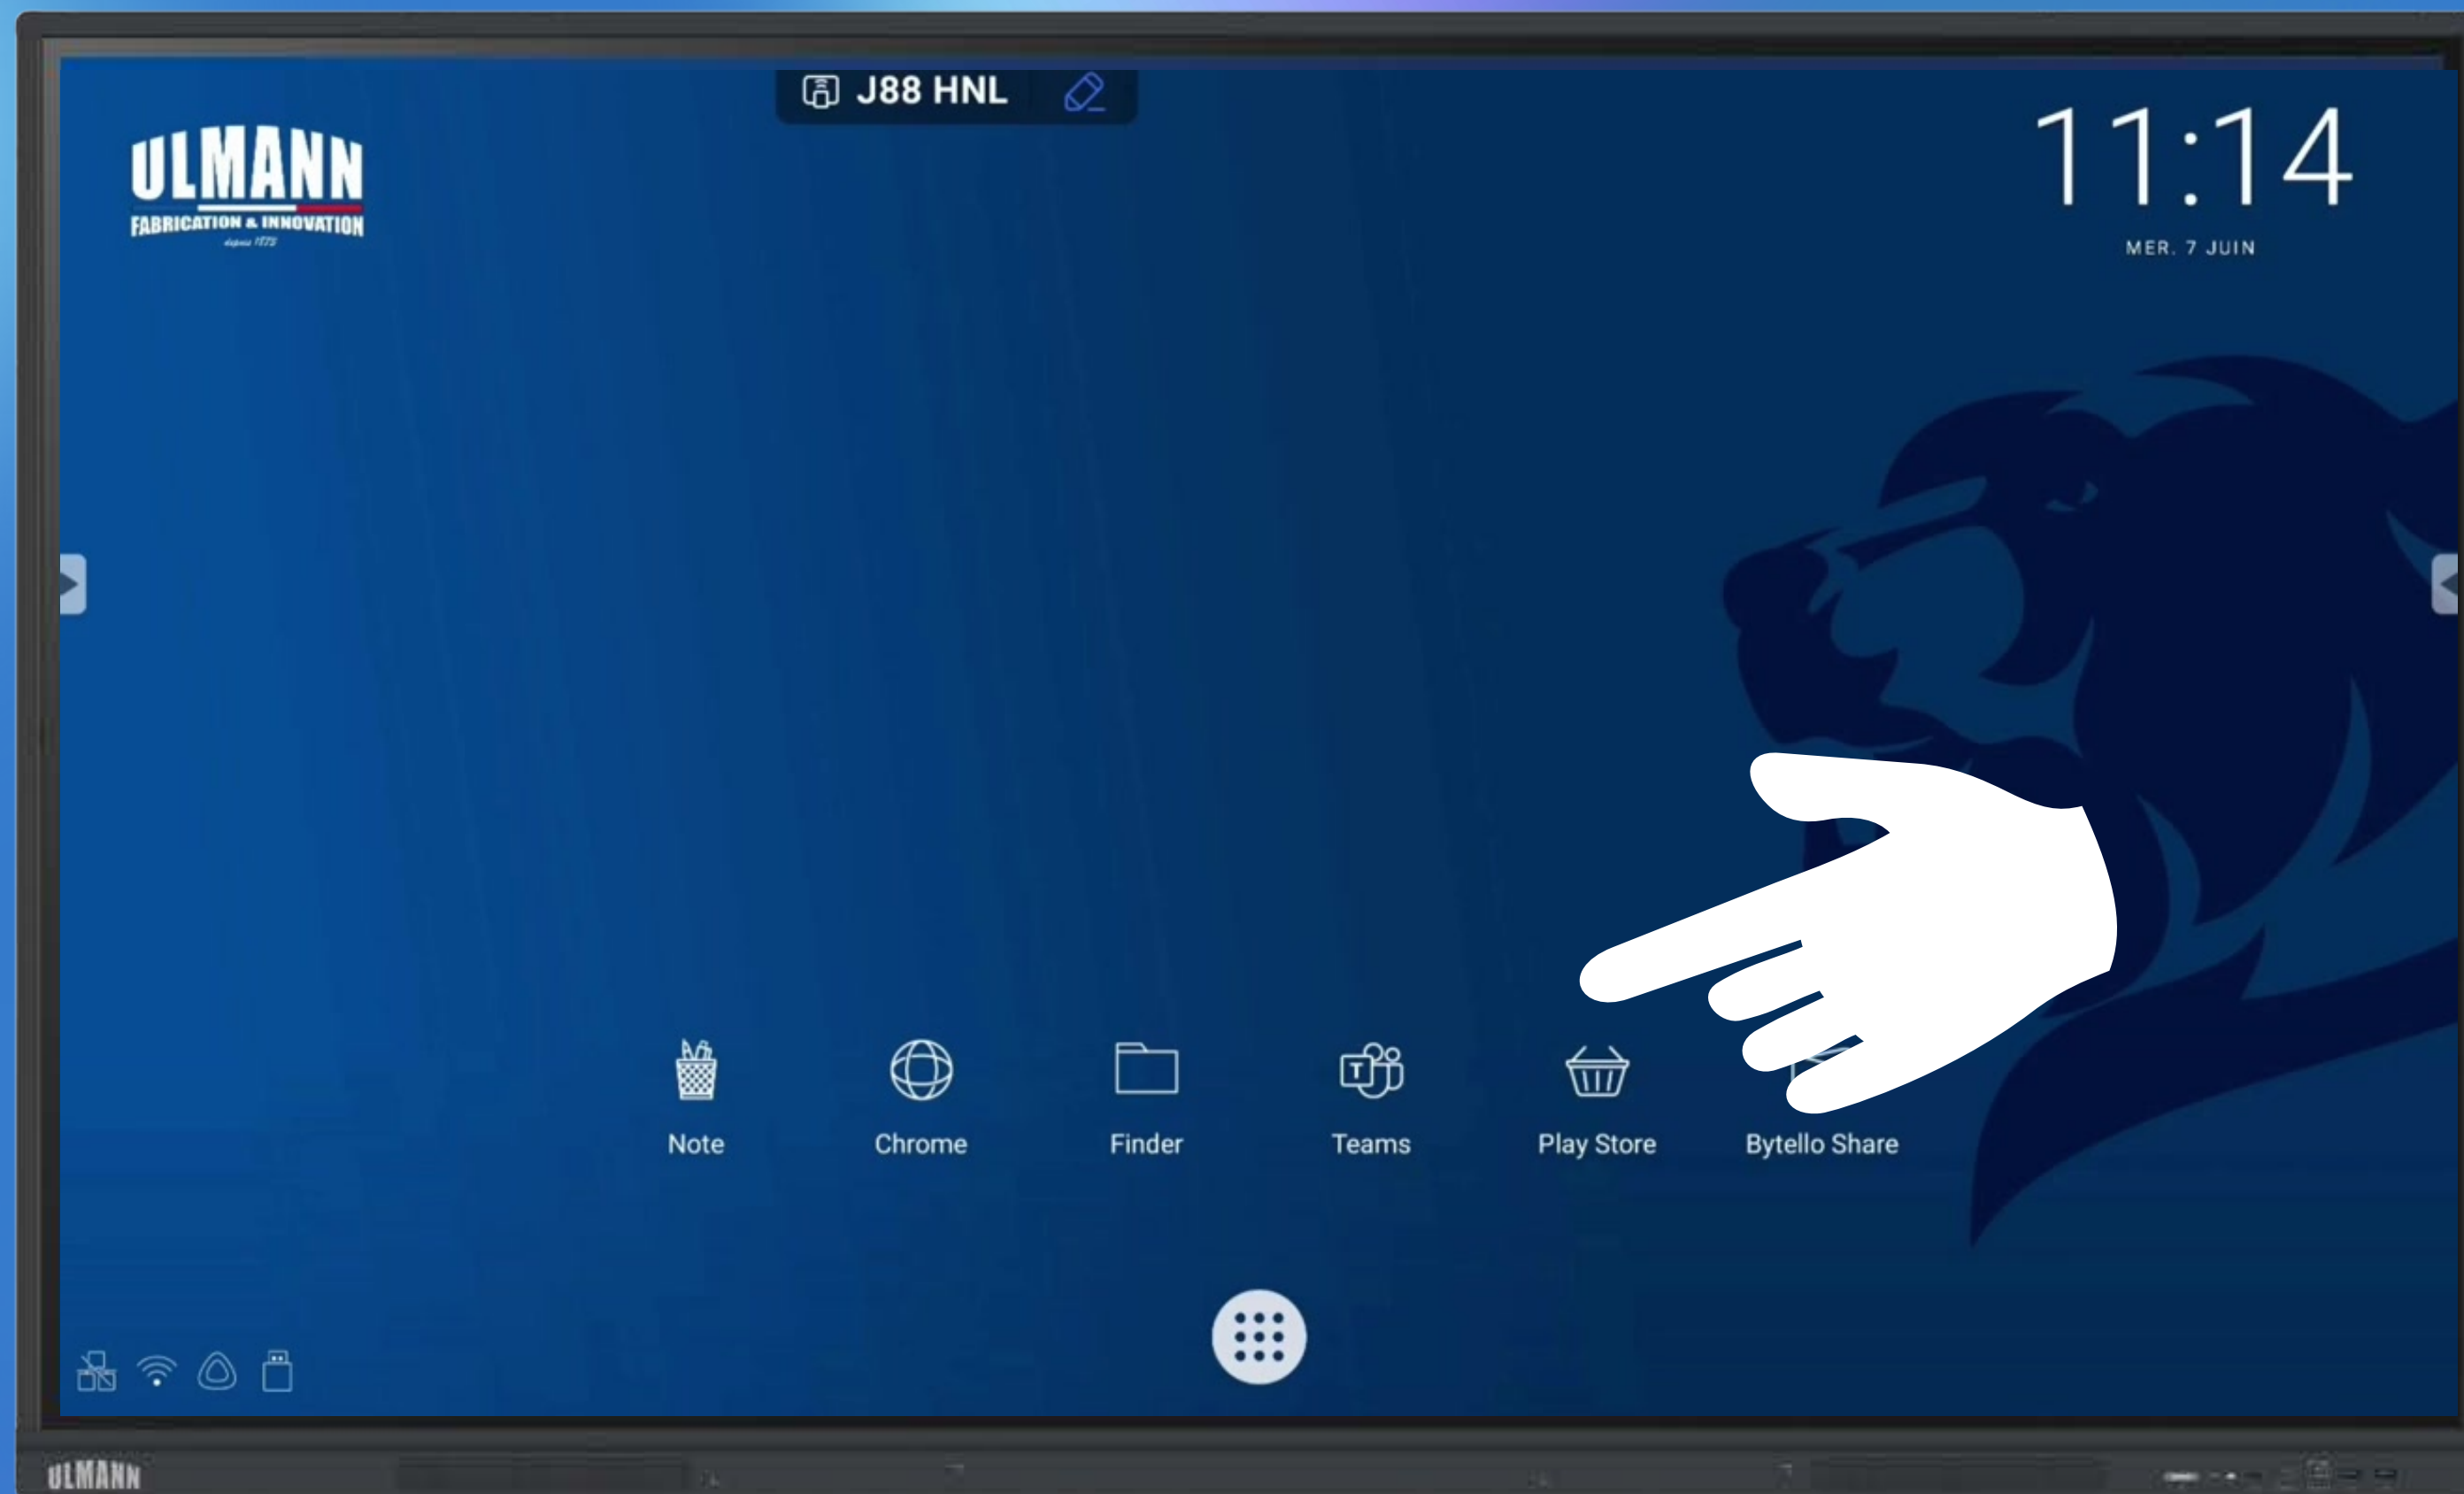 J88 HNL
ULMANN
FABRICATION & INNOVATION
11:14
MER. 7 JUIN
T
Note
Chrome
Finder
Teams
Play Store
Bytello Share
ULMANN